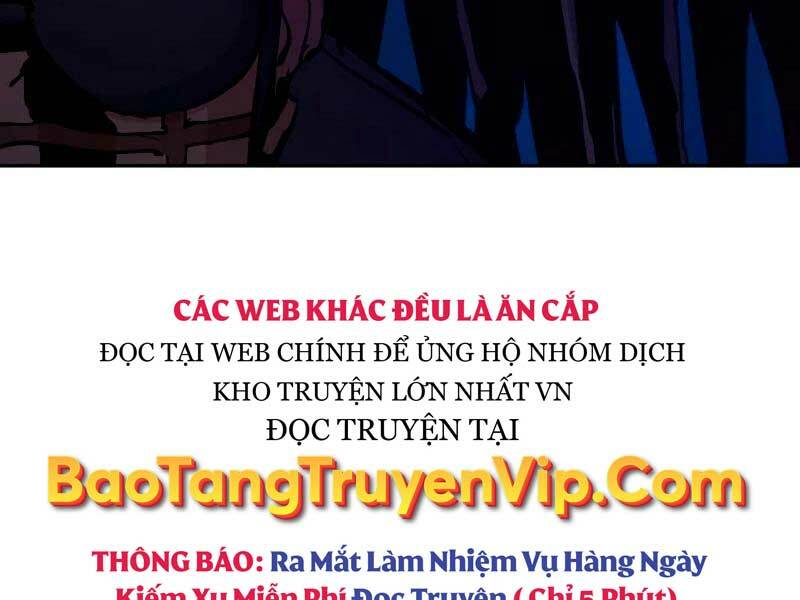 CÁC WEB KHÁC ĐỀU LÀ ĂN CẮP
ĐỌC TẠI WEB CHÍNH ĐỂ ỦNG HỘ NHÓM DỊCH
KHO TRUYỆN LỚN NHẤT VN
ĐỌC TRUYỆN TẠI
BaoTangTruyenVip.Com
THÔNG BÁO: Ra Mắt Làm Nhiệm Vụ Hàng Ngày
Kiếm Xu Miễn Phí Đọc Truyện ( Chỉ 5 Phút)